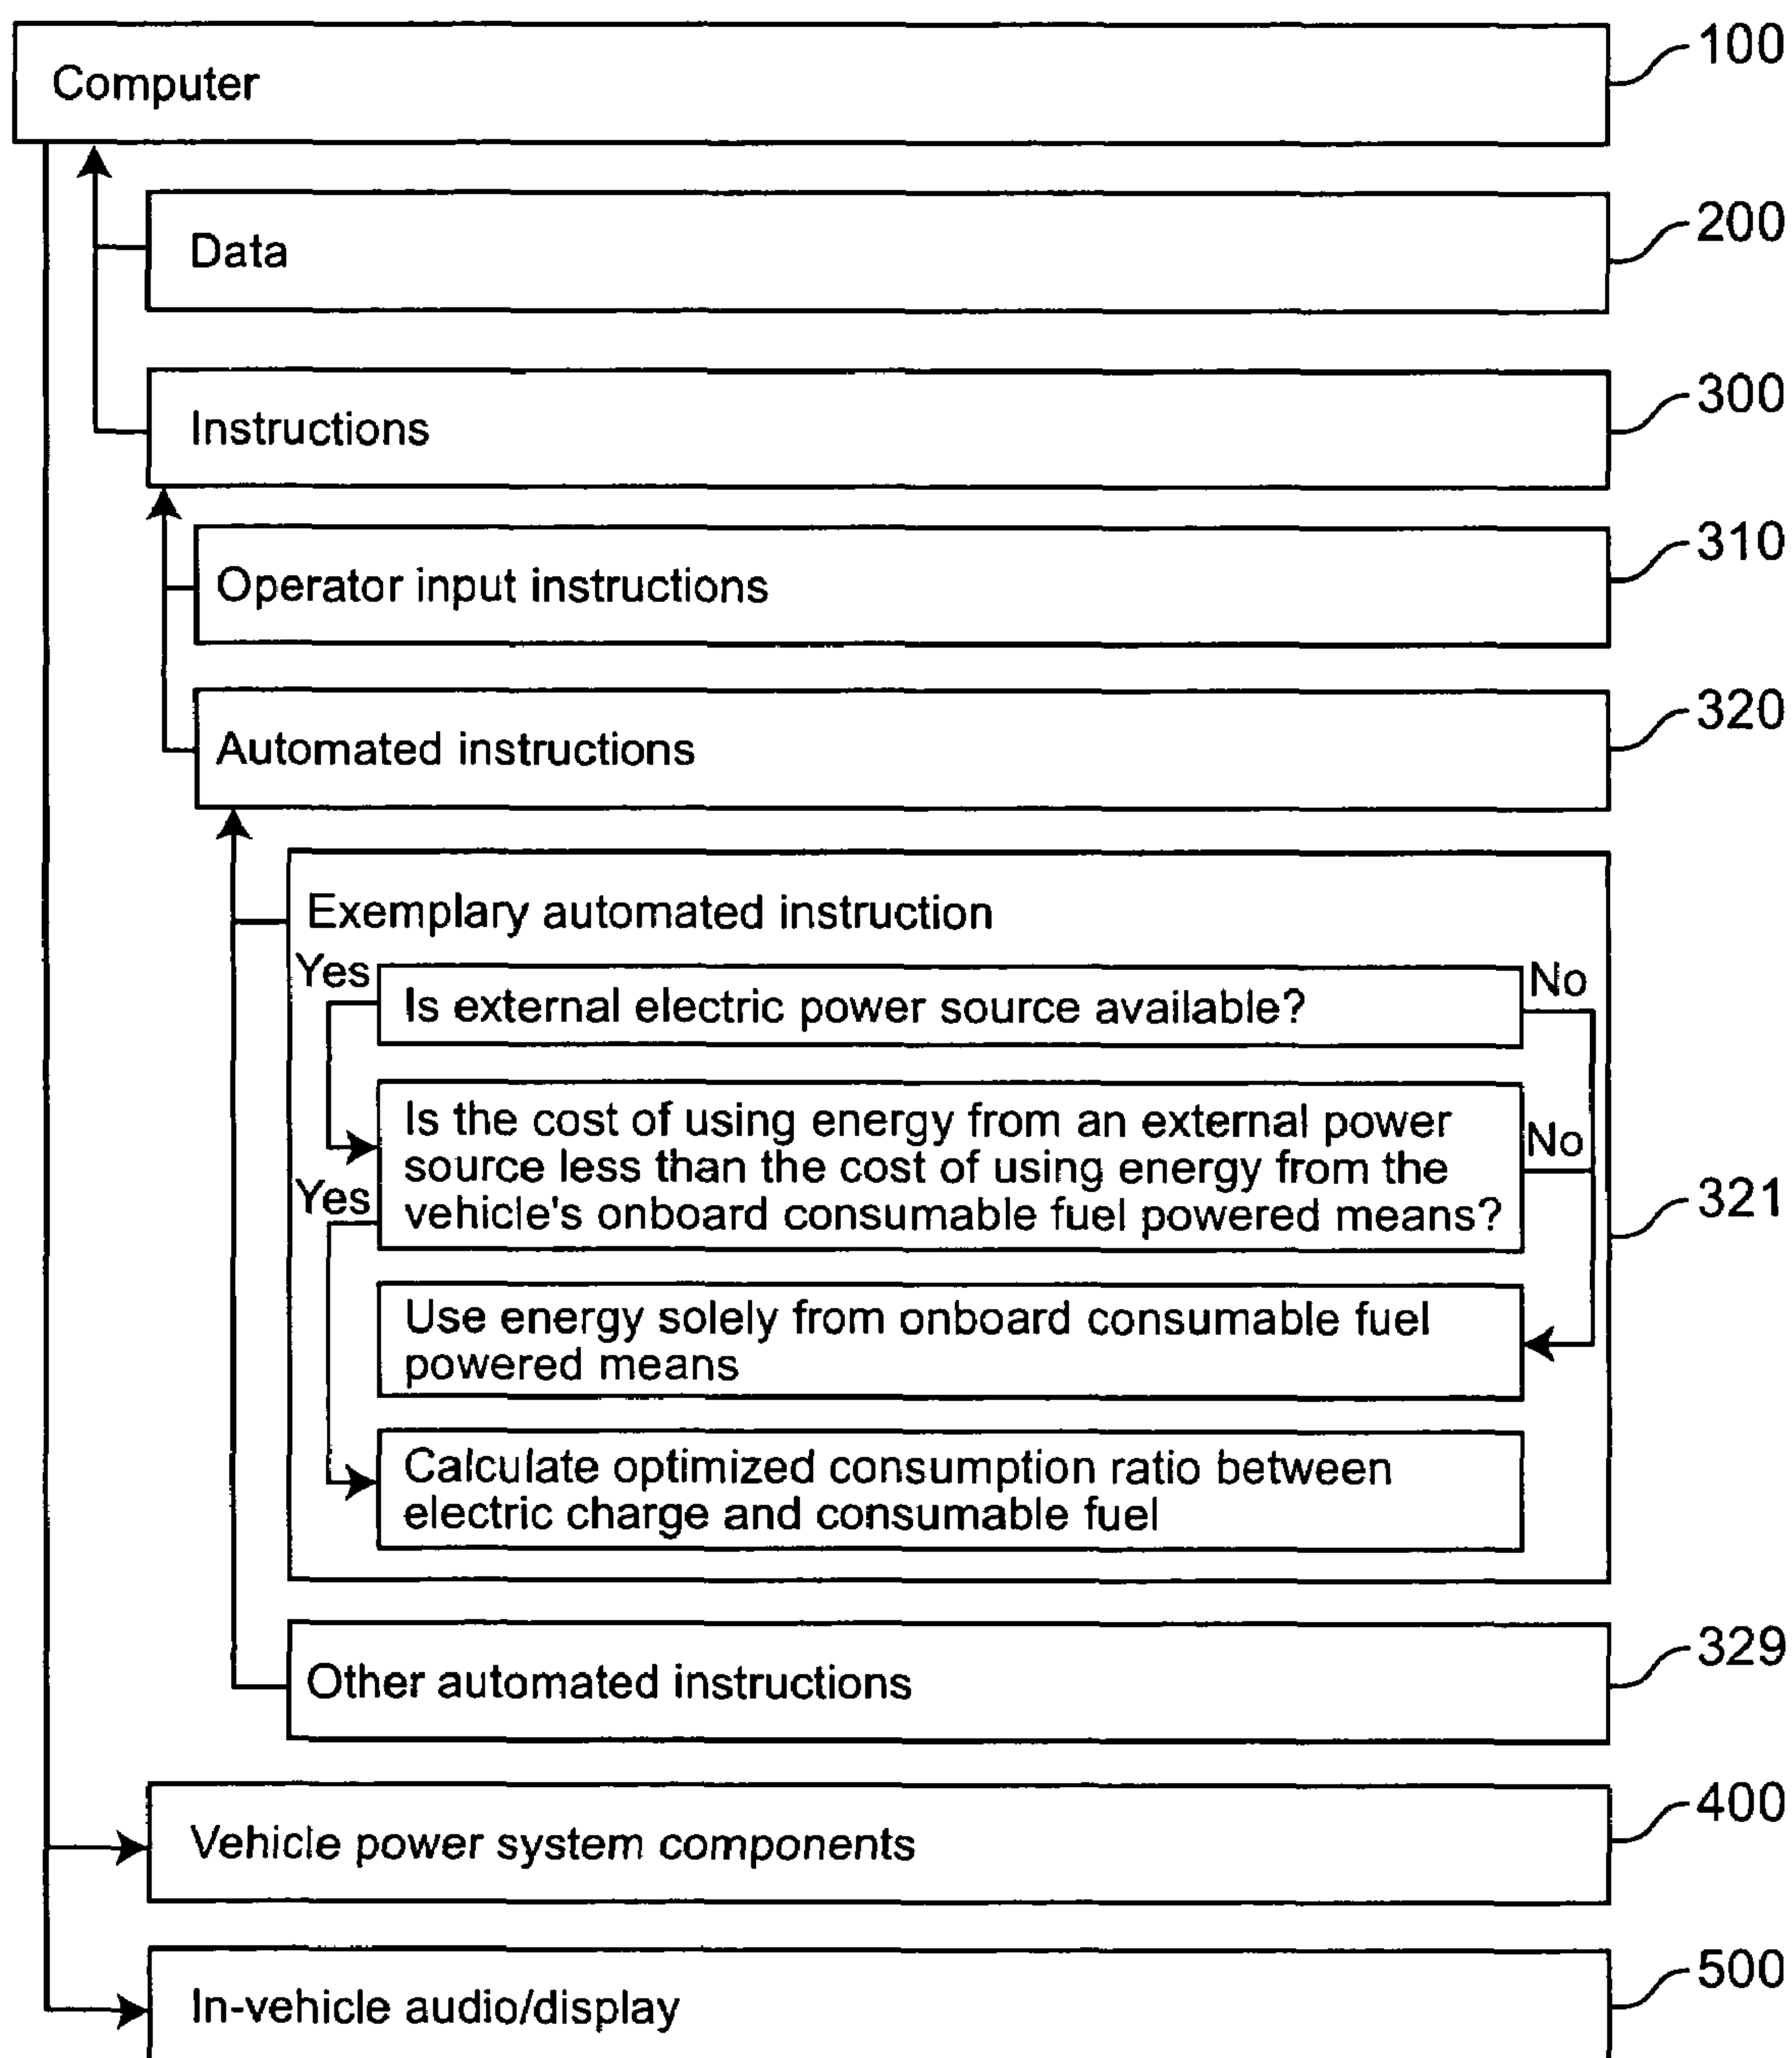 Computer
100
Data
200
Instructions
300
Operator input instructions
310
Automated instructions
320
Exemplary automated instruction
Yes
Is external electric power source available?
No
Is the cost of using energy from an external power
source less than the cost of using energy from the
vehicle's onboard consumable fuel powered means?
No
Yes
321
Use energy solely from onboard consumable fuel
powered means
Calculate optimized consumption ratio between
electric charge and consumable fuel
Other automated instructions
329
Vehicle power system components
400
In-vehicle audio/display
500